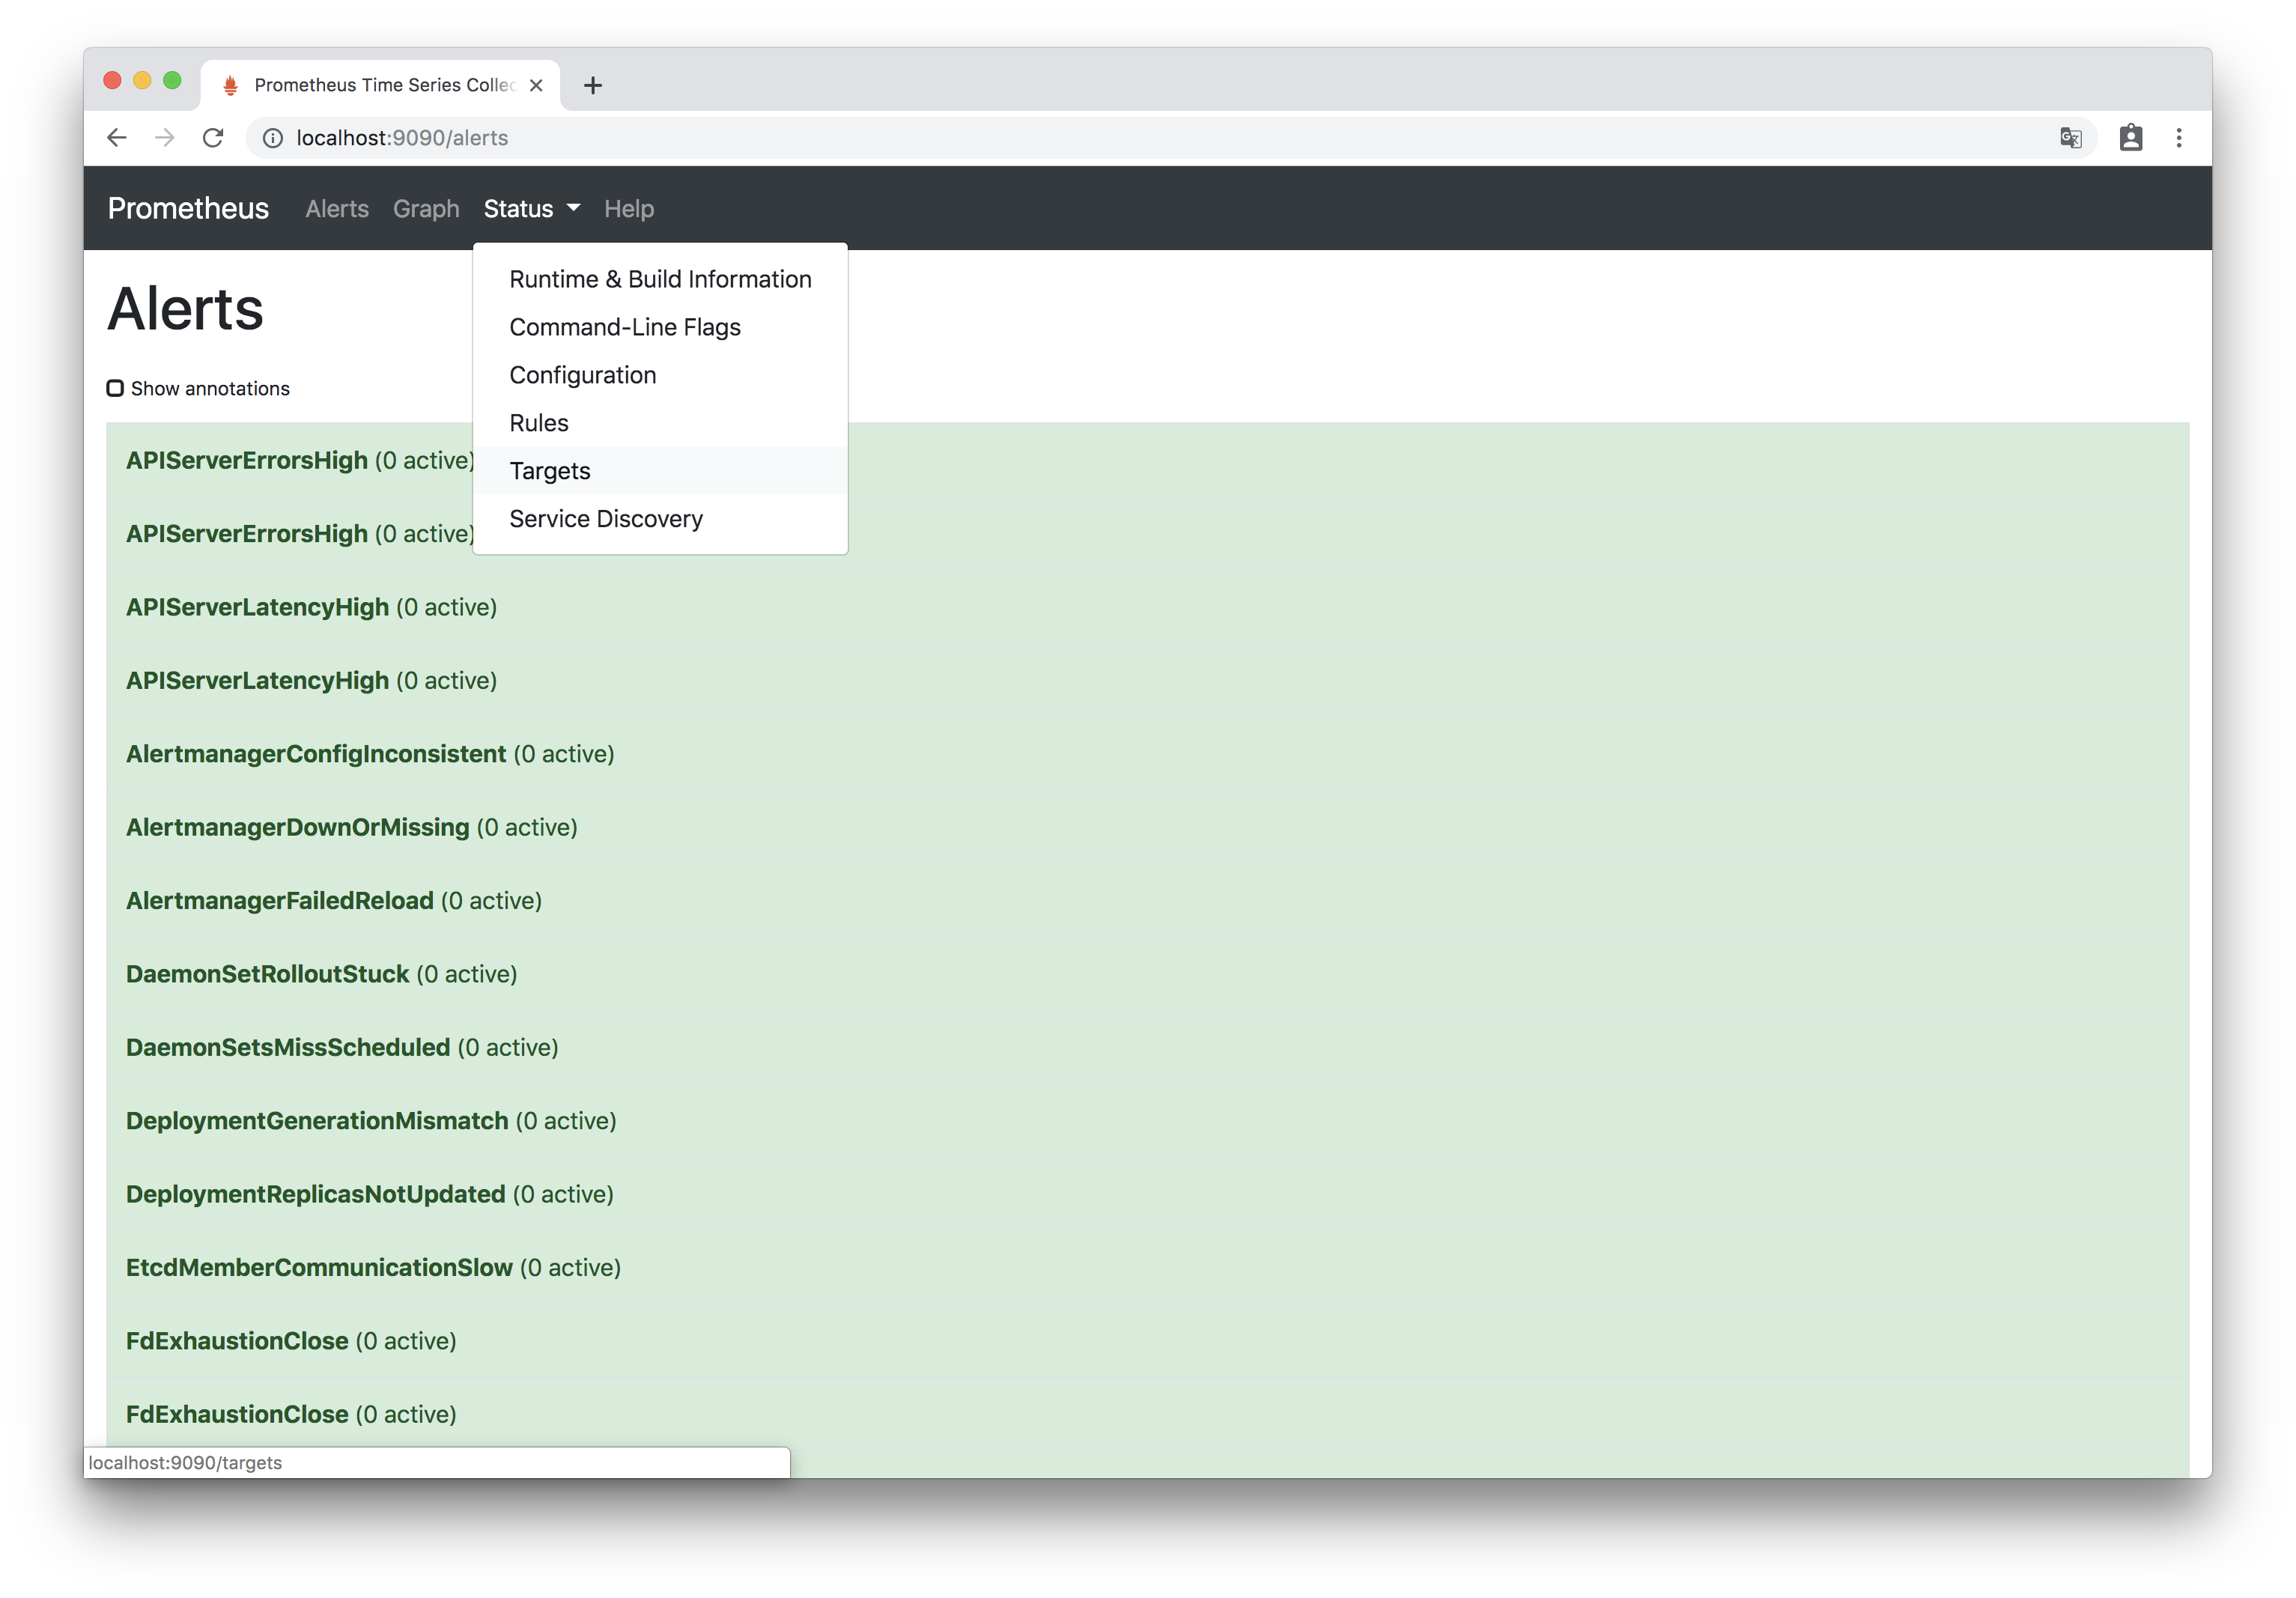 Prometheus Time Series Collec
localhost:9090/alerts
Prometheus Alerts Graph Status Help
Runtime & Build Information
Command-Line Flags
Configuration
Rules
Targets
Service Discovery
Alerts
Show annotations
APIServerErrorsHigh (0 active)
APIServerErrorsHigh (0 active)
APIServerLatencyHigh (0 active)
APIServerLatencyHigh (0 active)
AlertmanagerConfigInconsistent (0 active)
AlertmanagerDownOrMissing (0 active)
AlertmanagerFailedReload (0 active)
DaemonSetRolloutStuck (0 active)
DaemonSetsMissScheduled (0 active)
DeploymentGenerationMismatch (0 active)
DeploymentReplicasNotUpdated (0 active)
EtcdMemberCommunicationSlow (0 active)
FdExhaustionClose (0 active)
FdExhaustionClose (0 active)
localhost:9090/targets